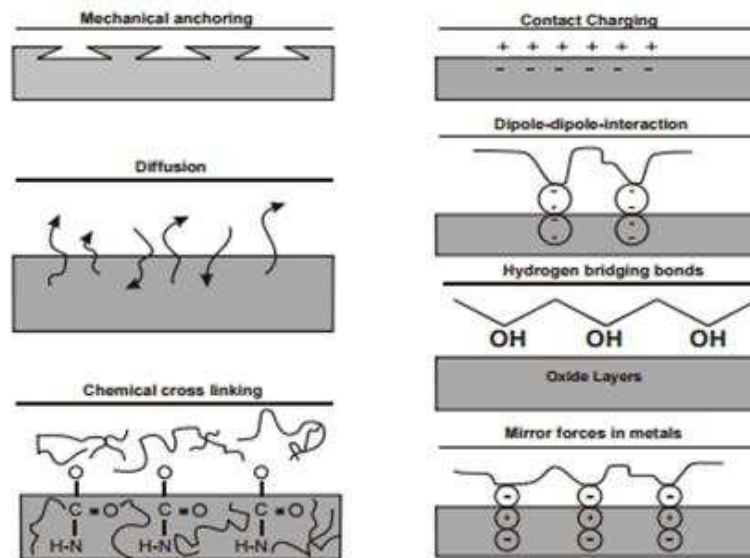 Mechanical anchoring
Diffusion
Chemical cross linking
O O O
C = O C = O C = O
H-N H-N H-N
Contact Charging
+ + + + + +
- - - - - -
Dipole-dipole-interaction
Hydrogen bridging bonds
OH OH OH
Oxide Layers
Mirror forces in metals
- - -
+ + +
- - -